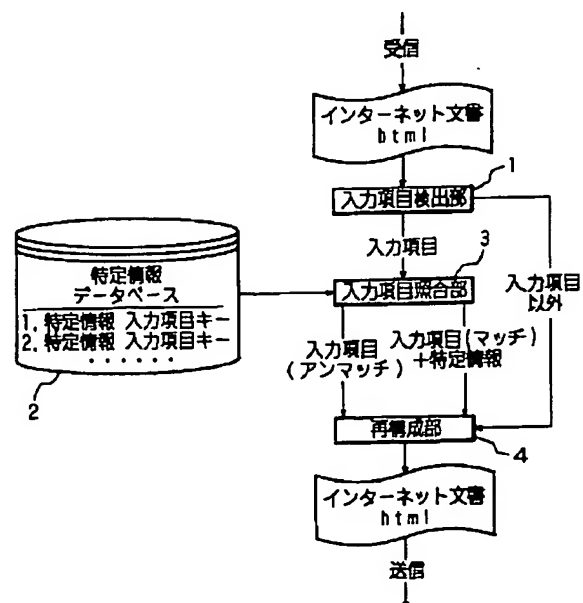 受信
インターネット文書
html
1
入力項目検出部
入力項目
3
入力項目
以外
特定情報
データベース
1. 特定情報 入力項目キー
2. 特定情報 入力項目キー
・・・・・・
2
入力項目照合部
入力項目
(アンマッチ)
入力項目(マッチ)
+特定情報
再構成部
4
インターネット文書
html
送信